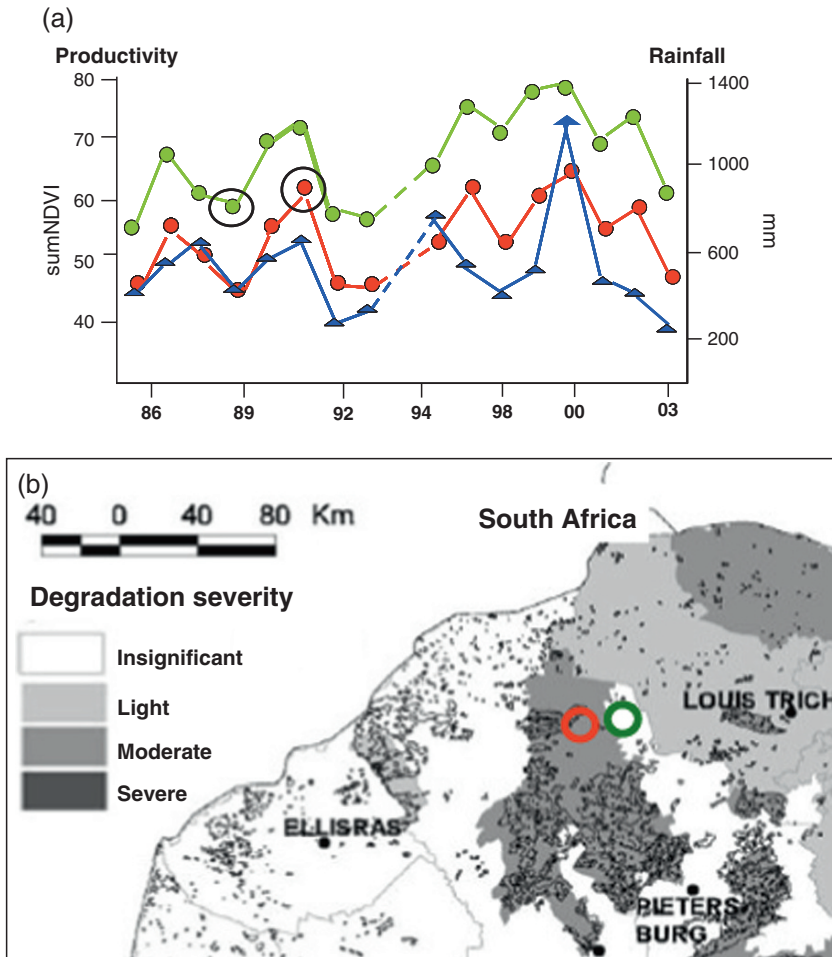 (a)
Productivity
Rainfall
80
70
60
50
40
sumNDVI
1400
1000
600
200
mm
86
89
92
94
98
00
03
(b)
40 0 40 80 Km
South Africa
Degradation severity
Insignificant
Light
Moderate
Severe
LOUIS TRICH
ELLISRAS
PIETERS
BURG